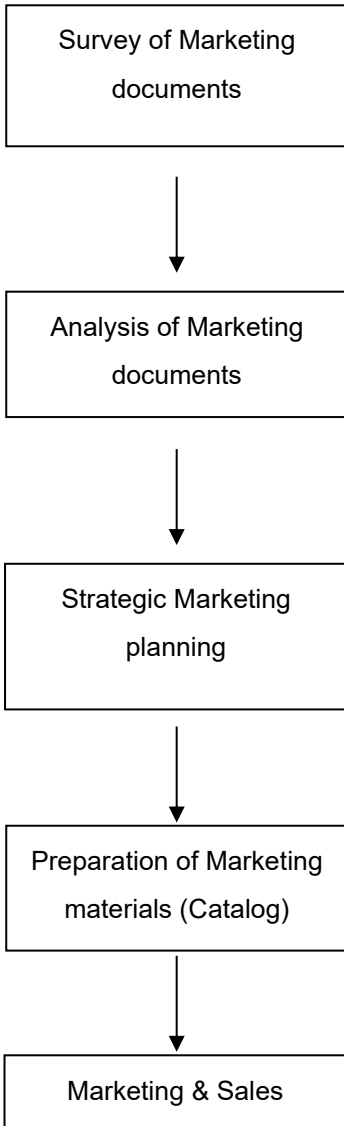 Survey of Marketing
documents
Analysis of Marketing
documents
Strategic Marketing
planning
Preparation of Marketing
materials (Catalog)
Marketing & Sales